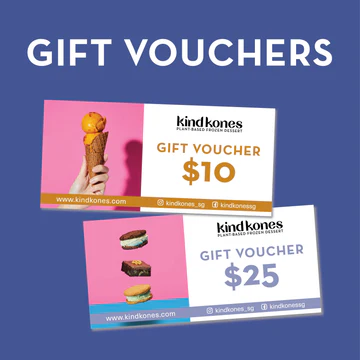 GIFT VOUCHERS
kindkones
PLANT-BASED FROZEN DESSERT
GIFT VOUCHER
$10
www.kindkones.com
kindkones_sg
kindkonessg
kindkones
PLANT-BASED FROZEN DESSERT
GIFT VOUCHER
$25
www.kindkones.com
kindkones_sg
kindkonessg